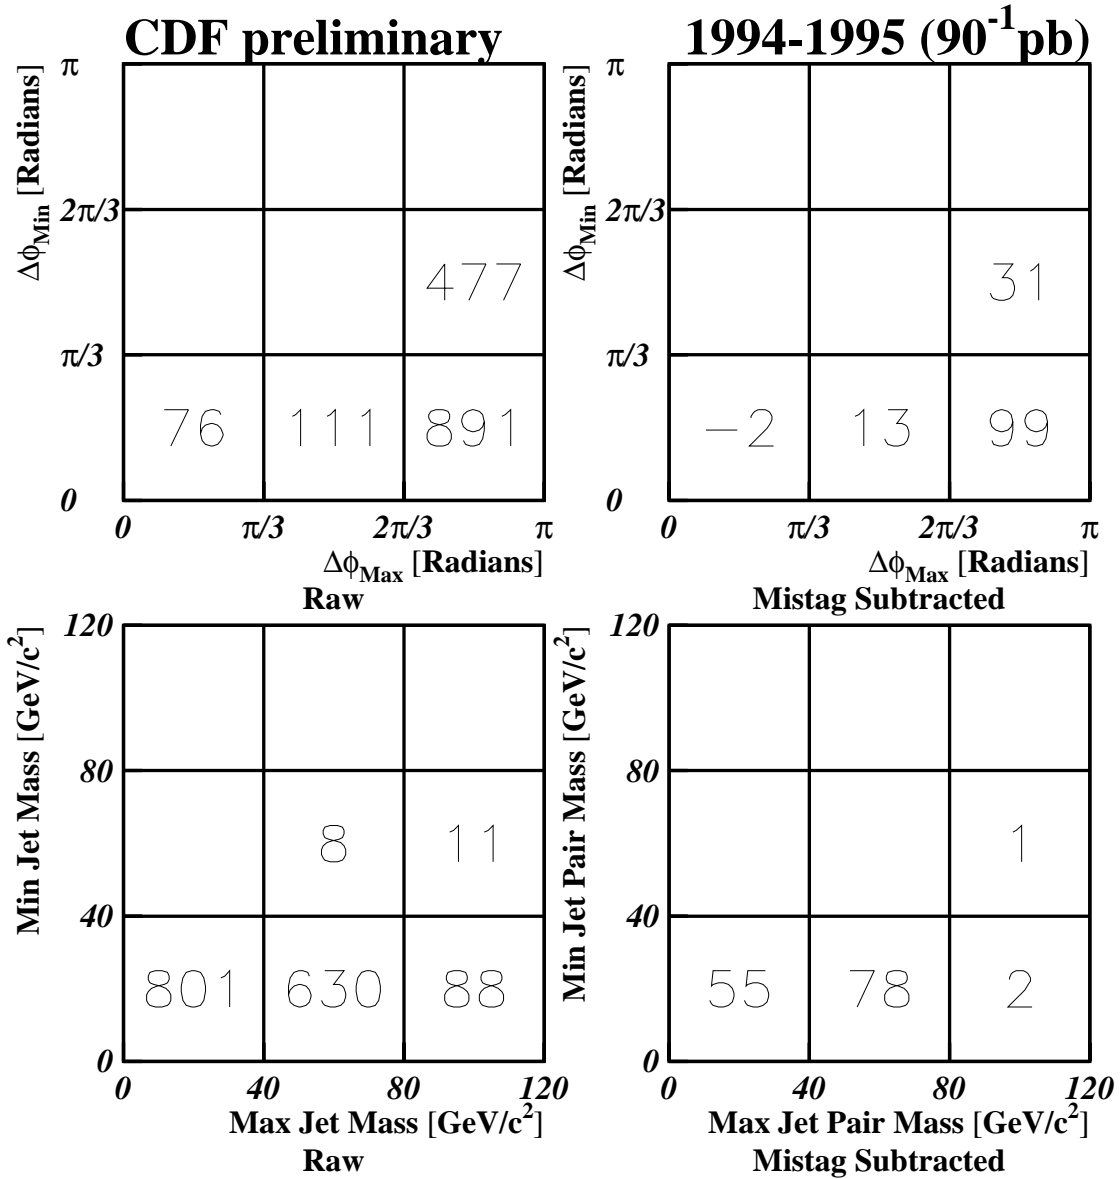 CDF preliminary
1994-1995 (90⁻¹pb)
Δϕ_Min [Radians]
π
2π/3
π/3
0
477
76 111 891
0 π/3 2π/3 π
Δϕ_Max [Radians]
Raw
Δϕ_Min [Radians]
π
2π/3
π/3
0
31
-2 13 99
0 π/3 2π/3 π
Δϕ_Max [Radians]
Mistag Subtracted
Min Jet Mass [GeV/c²]
120
80
40
0
8 11
801 630 88
0 40 80 120
Max Jet Mass [GeV/c²]
Raw
Min Jet Pair Mass [GeV/c²]
120
80
40
0
1
55 78 2
0 40 80 120
Max Jet Pair Mass [GeV/c²]
Mistag Subtracted